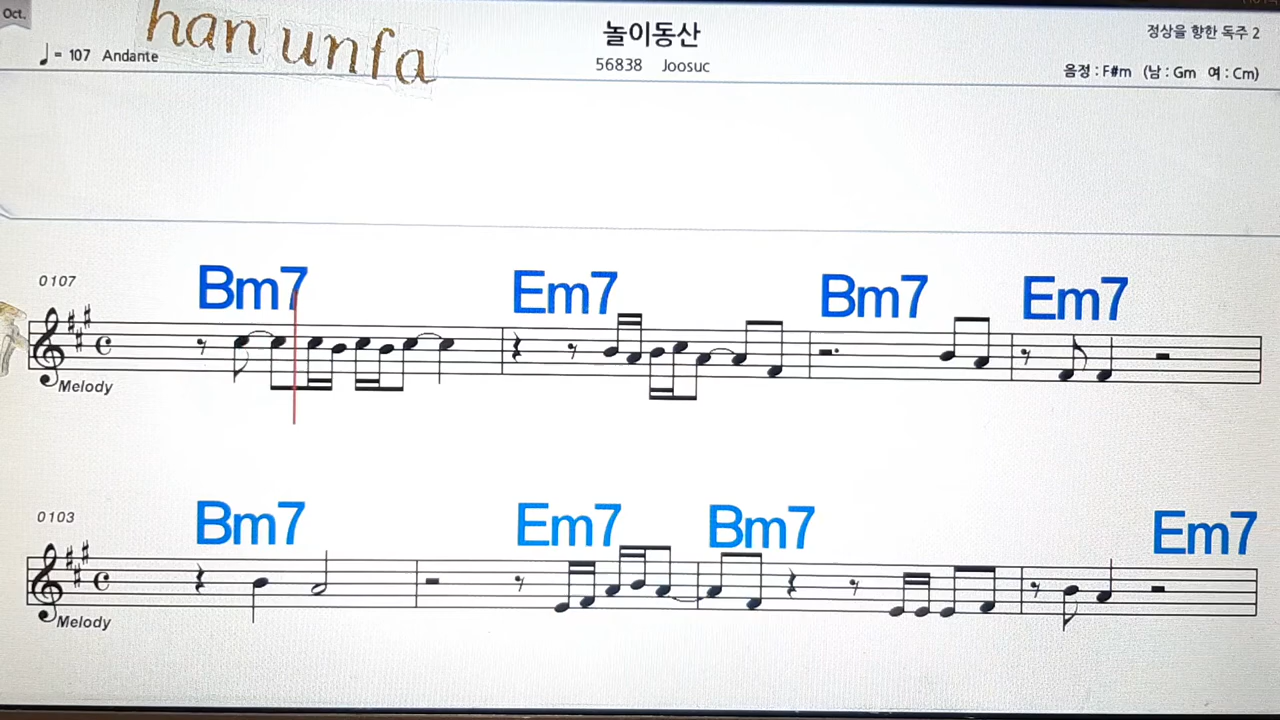 Oct.
han unfa
♩= 107 Andante
놀이동산
56838 Joosuc
정상을 향한 독주 2
음정 : F#m (남 : Gm 여 : Cm)
0107
Bm7 Em7 Bm7 Em7
Melody
0103
Bm7 Em7 Bm7 Em7
Melody